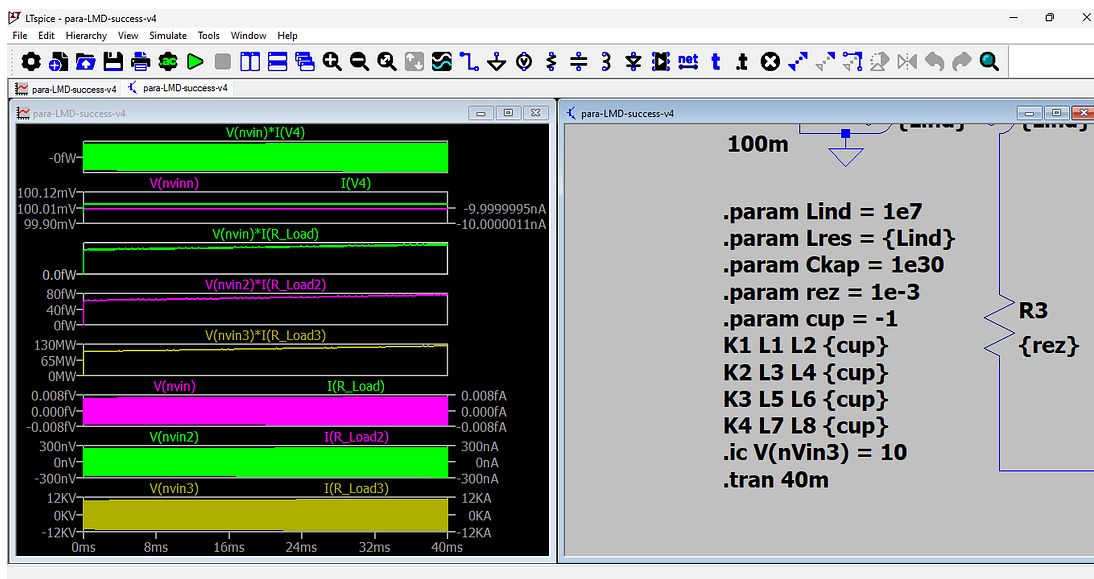 LTspice - para-LMD-success-v4
File Edit Hierarchy View Simulate Tools Window Help
.ac net t .t
para-LMD-success-v4 para-LMD-success-v4
para-LMD-success-v4
V(nvin)*I(V4)
-0fW
V(nvinn) I(V4)
100.12mV
100.01mV -9.9999995nA
99.90mV -10.0000011nA
V(nvin)*I(R_Load)
0.0fW
V(nvin2)*I(R_Load2)
80fW
40fW
0fW
V(nvin3)*I(R_Load3)
130MW
65MW
0MW
V(nvin) I(R_Load)
0.008fV 0.008fA
0.000fV 0.000fA
-0.008fV -0.008fA
V(nvin2) I(R_Load2)
300nV 300nA
0nV 0nA
-300nV -300nA
V(nvin3) I(R_Load3)
12KV 12KA
0KV 0KA
-12KV -12KA
0ms 8ms 16ms 24ms 32ms 40ms
para-LMD-success-v4
{Lind} {Lind}
100m
.param Lind = 1e7
.param Lres = {Lind}
.param Ckap = 1e30
.param rez = 1e-3
.param cup = -1
K1 L1 L2 {cup}
K2 L3 L4 {cup}
K3 L5 L6 {cup}
K4 L7 L8 {cup}
.ic V(nVin3) = 10
.tran 40m
R3
{rez}